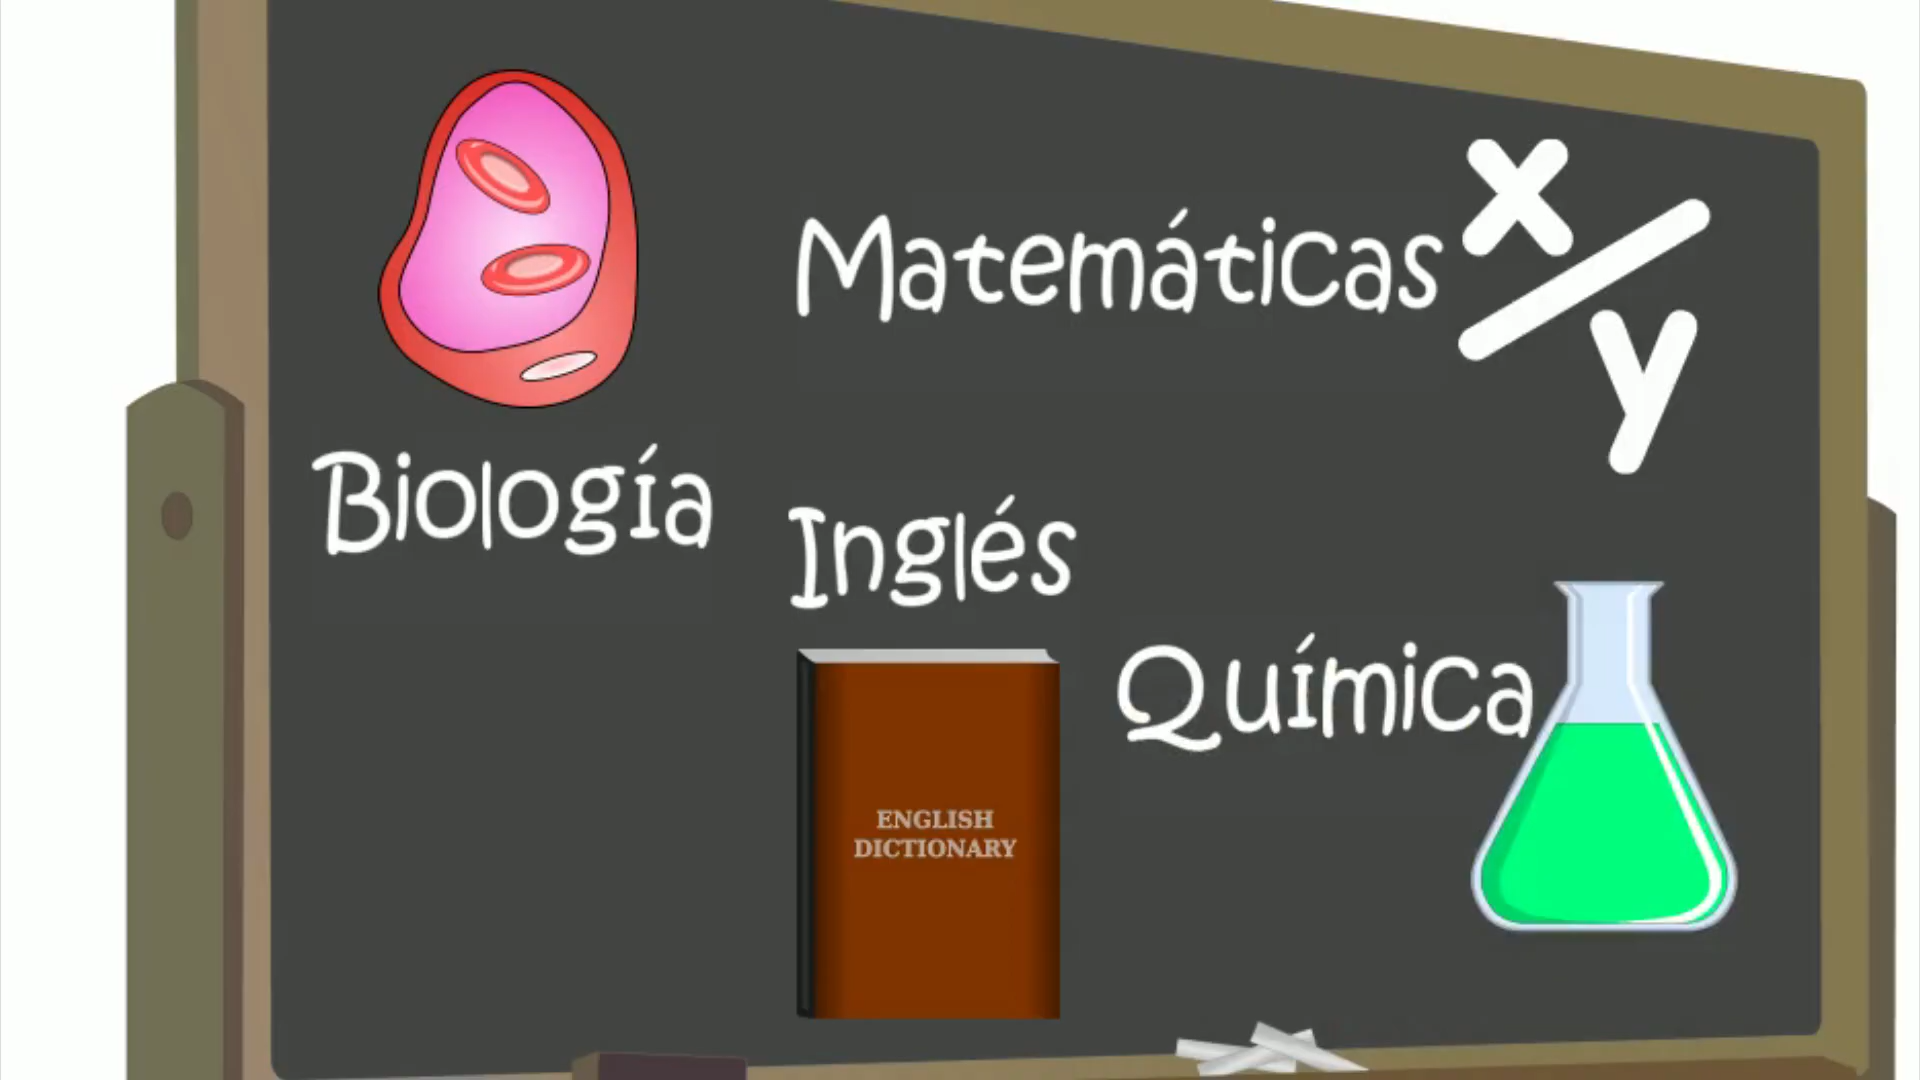 Matemáticas
x
y
Biología
Inglés
Química
ENGLISH
DICTIONARY